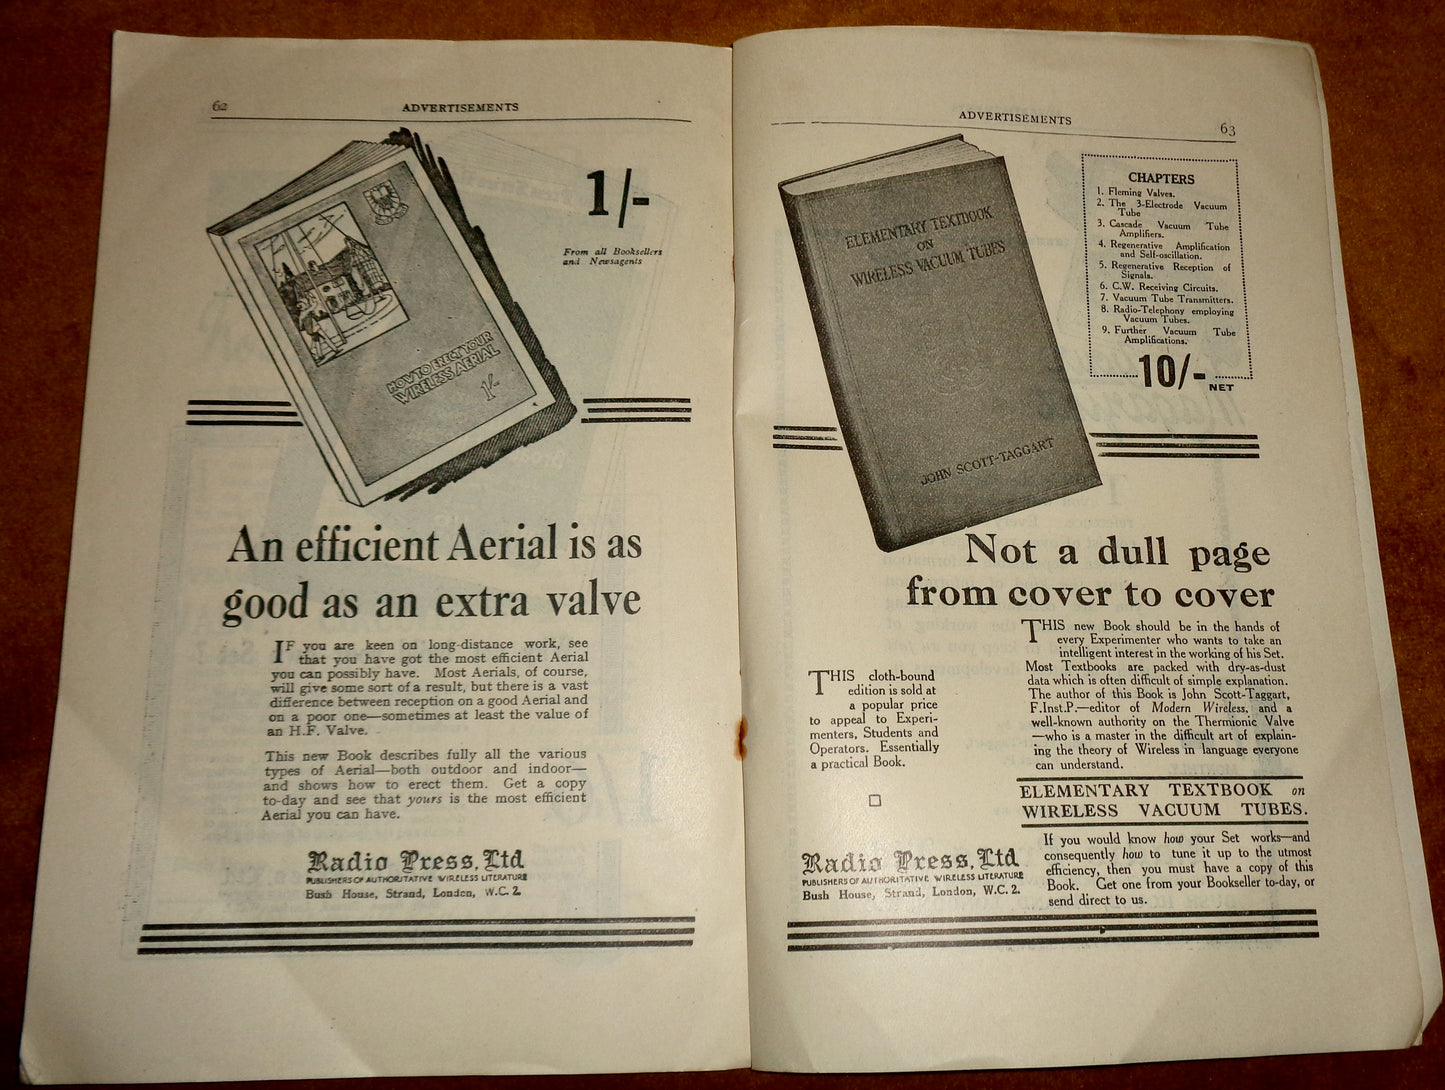 62
ADVERTISEMENTS
1/-
From all Booksellers
and Newsagents
HOW TO ERECT YOUR
WIRELESS AERIAL
1/-
An efficient Aerial is as
good as an extra valve
IF you are keen on long-distance work, see
that you have got the most efficient Aerial
you can possibly have. Most Aerials, of course,
will give some sort of a result, but there is a vast
difference between reception on a good Aerial and
on a poor one—sometimes at least the value of
an H.F. Valve.
This new Book describes fully all the various
types of Aerial—both outdoor and indoor—
and shows how to erect them. Get a copy
to-day and see that yours is the most efficient
Aerial you can have.
Radio Press, Ltd
PUBLISHERS OF AUTHORITATIVE WIRELESS LITERATURE
Bush House, Strand, London, W.C. 2.
ADVERTISEMENTS
63
ELEMENTARY TEXTBOOK
ON
WIRELESS VACUUM TUBES
JOHN SCOTT-TAGGART
CHAPTERS
1. Fleming Valves.
2. The 3-Electrode Vacuum
Tube
3. Cascade Vacuum Tube
Amplifiers.
4. Regenerative Amplification
and Self-oscillation.
5. Regenerative Reception of
Signals.
6. C.W. Receiving Circuits.
7. Vacuum Tube Transmitters.
8. Radio-Telephony employing
Vacuum Tubes.
9. Further Vacuum Tube
Amplifications.
10/- NET
Not a dull page
from cover to cover
THIS cloth-bound
edition is sold at
a popular price
to appeal to Experi-
menters, Students and
Operators. Essentially
a practical Book.
THIS new Book should be in the hands of
every Experimenter who wants to take an
intelligent interest in the working of his Set.
Most Textbooks are packed with dry-as-dust
data which is often difficult of simple explanation.
The author of this Book is John Scott-Taggart,
F.Inst.P.—editor of Modern Wireless, and a
well-known authority on the Thermionic Valve
—who is a master in the difficult art of explain-
ing the theory of Wireless in language everyone
can understand.
ELEMENTARY TEXTBOOK on
WIRELESS VACUUM TUBES.
If you would know how your Set works—and
consequently how to tune it up to the utmost
efficiency, then you must have a copy of this
Book. Get one from your Bookseller to-day, or
send direct to us.
Radio Press, Ltd
PUBLISHERS OF AUTHORITATIVE WIRELESS LITERATURE
Bush House, Strand, London, W.C. 2.